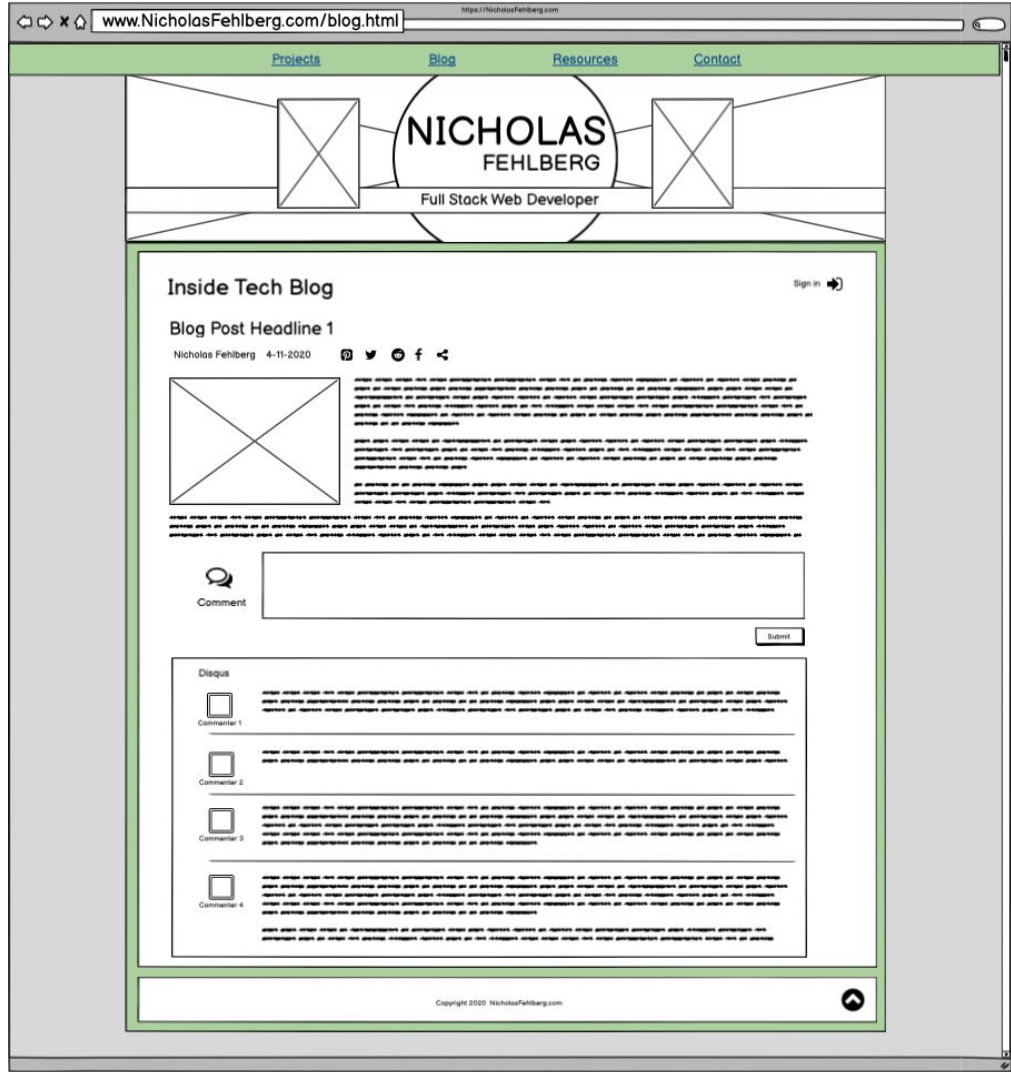 https://NicholasFehlberg.com
www.NicholasFehlberg.com/blog.html
Projects Blog Resources Contact
NICHOLAS
FEHLBERG
Full Stack Web Developer
Inside Tech Blog
Sign in
Blog Post Headline 1
Nicholas Fehlberg 4-11-2020
Comment
Submit
Disqus
Commenter 1
Commenter 2
Commenter 3
Commenter 4
Copyright 2020 NicholasFehlberg.com